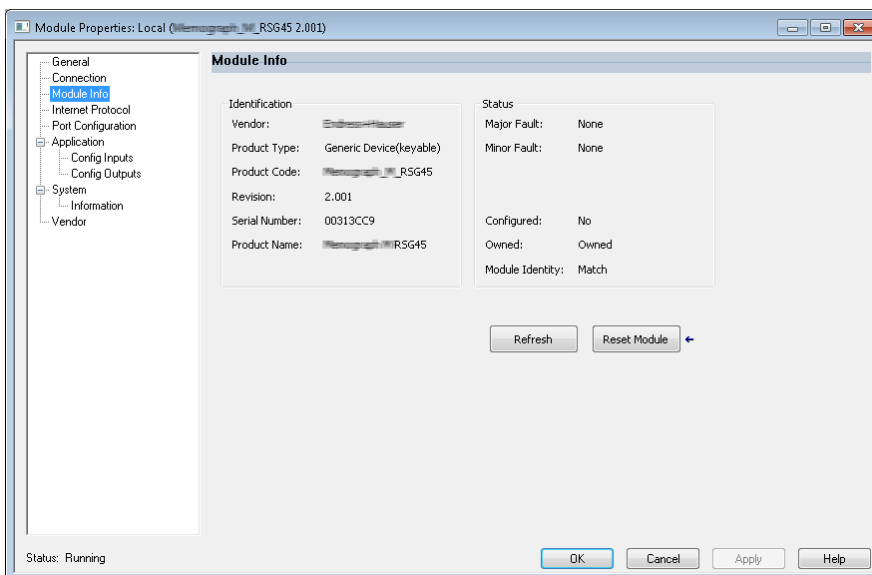 Module Properties: Local ( _RSG45 2.001)
General
Connection
Module Info
Internet Protocol
Port Configuration
Application
Config Inputs
Config Outputs
System
Information
Vendor
Module Info
Identification
Vendor:
Product Type: Generic Device(keyable)
Product Code: _RSG45
Revision: 2.001
Serial Number: 00313CC9
Product Name: RSG45
Status
Major Fault: None
Minor Fault: None
Configured: No
Owned: Owned
Module Identity: Match
Refresh
Reset Module
Status: Running
OK
Cancel
Apply
Help